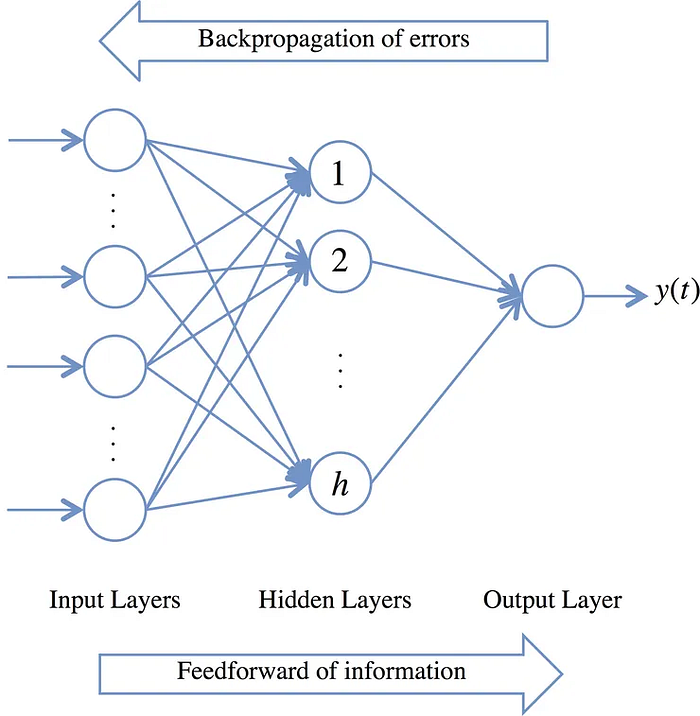 Backpropagation of errors
1
2
h
y(t)
Input Layers Hidden Layers Output Layer
Feedforward of information